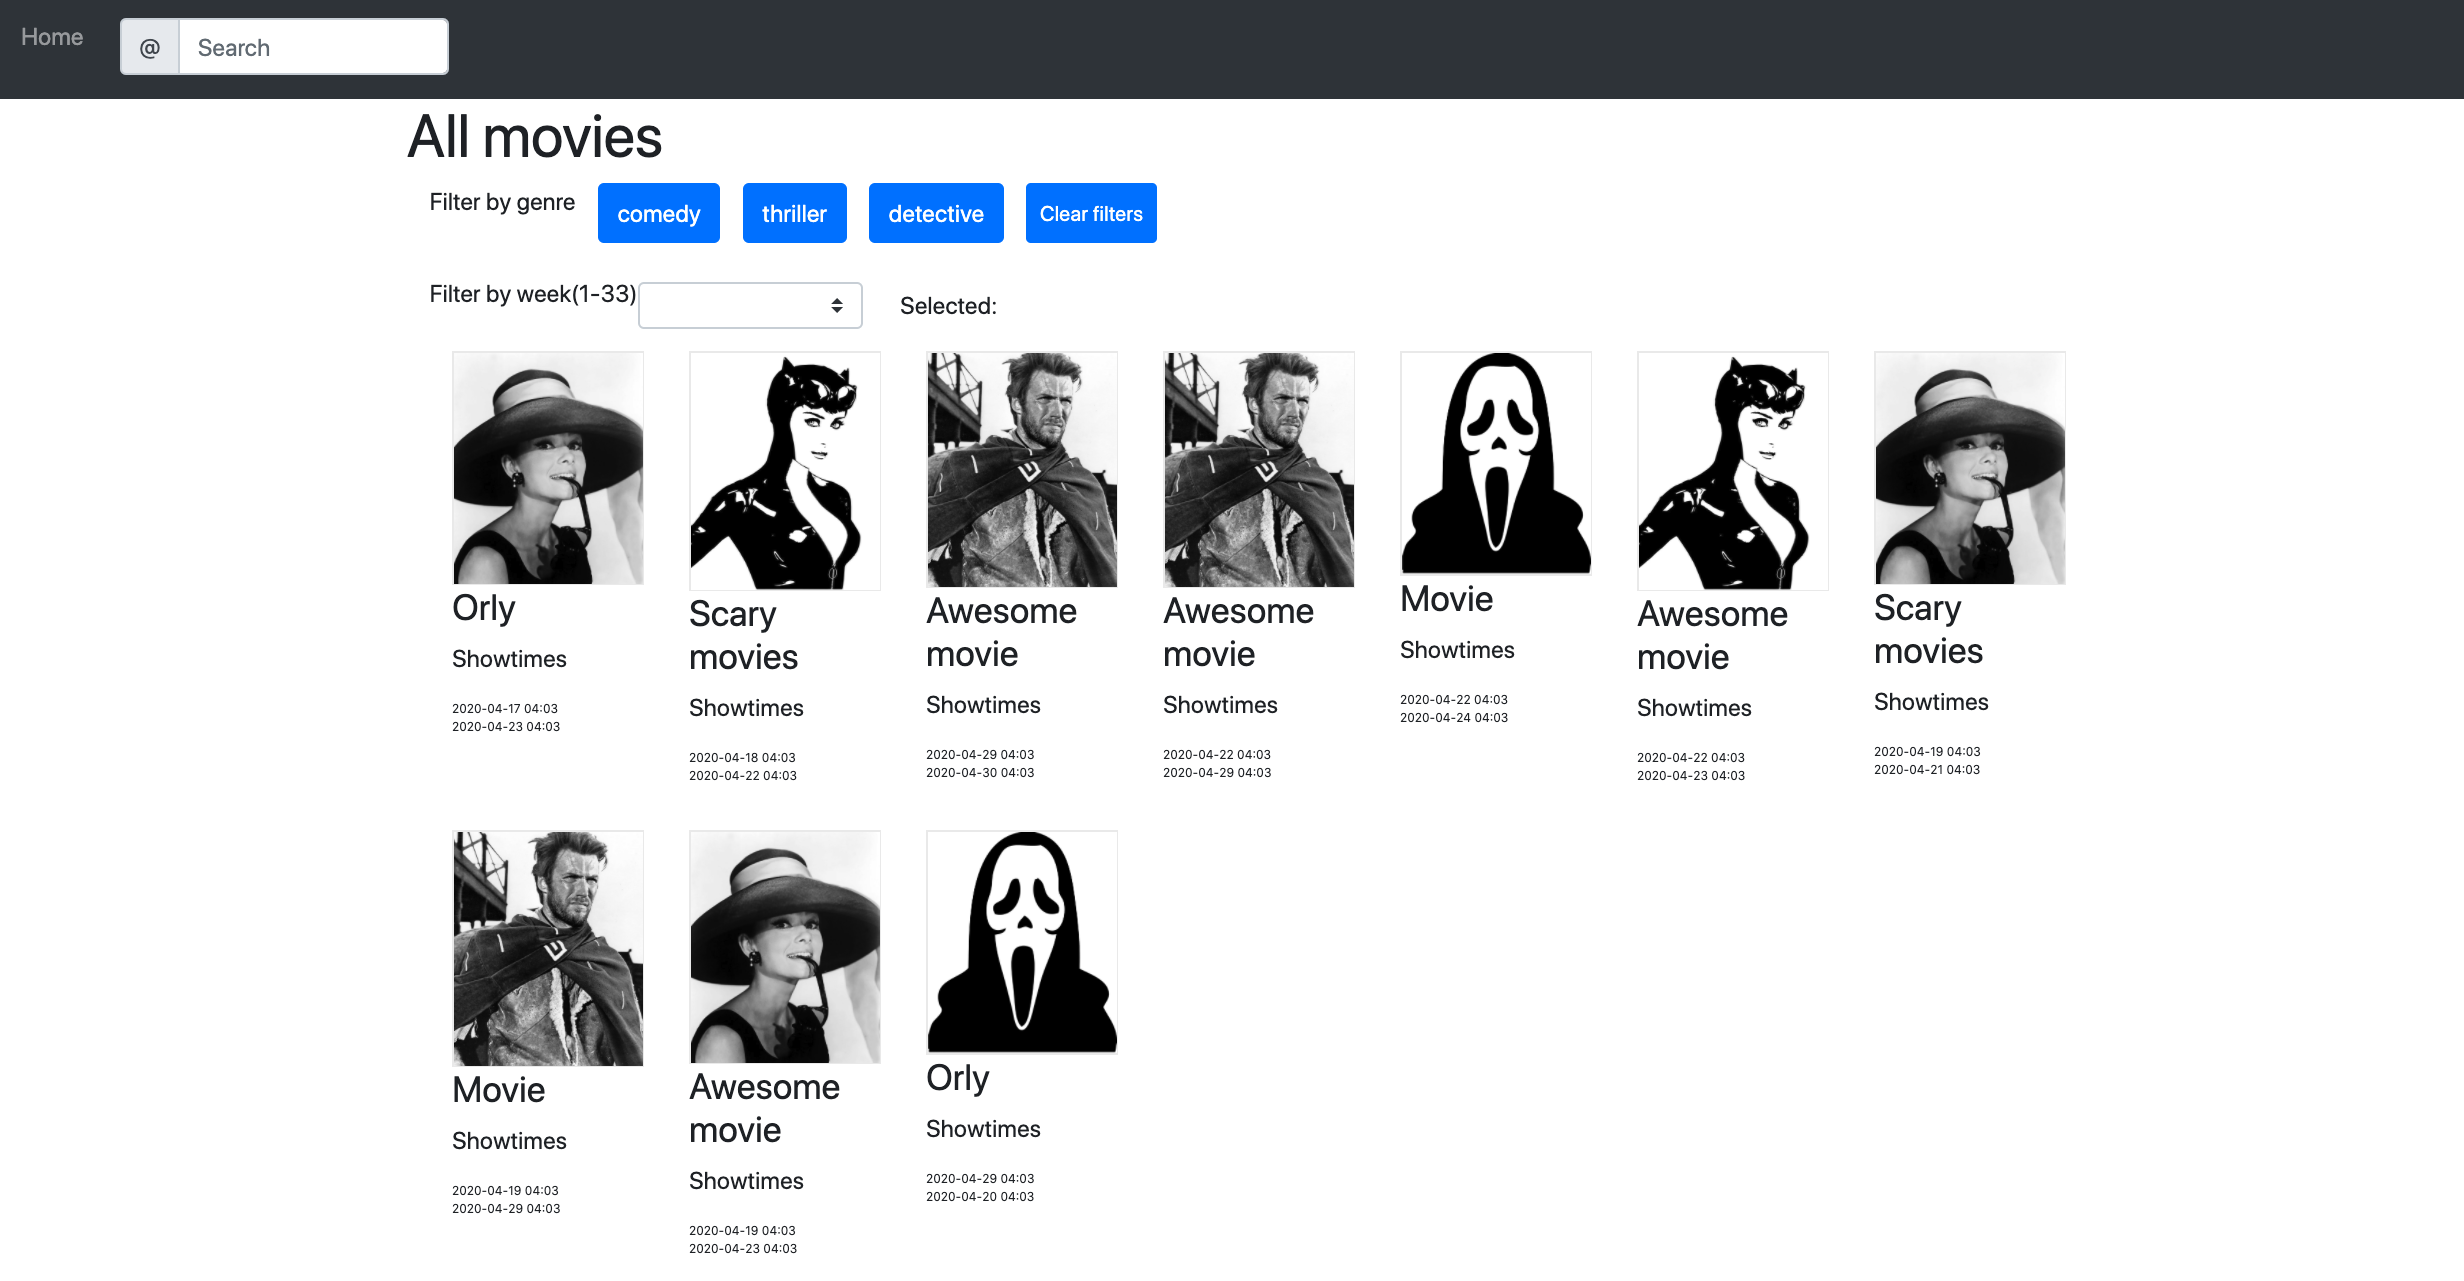 Home
@ Search
All movies
Filter by genre comedy thriller detective Clear filters
Filter by week(1-33) Selected:
Orly
Showtimes
2020-04-17 04:03
2020-04-23 04:03
Scary
movies
Showtimes
2020-04-18 04:03
2020-04-22 04:03
Awesome
movie
Showtimes
2020-04-29 04:03
2020-04-30 04:03
Awesome
movie
Showtimes
2020-04-22 04:03
2020-04-29 04:03
Movie
Showtimes
2020-04-22 04:03
2020-04-24 04:03
Awesome
movie
Showtimes
2020-04-22 04:03
2020-04-23 04:03
Scary
movies
Showtimes
2020-04-19 04:03
2020-04-21 04:03
Movie
Showtimes
2020-04-19 04:03
2020-04-29 04:03
Awesome
movie
Showtimes
2020-04-19 04:03
2020-04-23 04:03
Orly
Showtimes
2020-04-29 04:03
2020-04-20 04:03